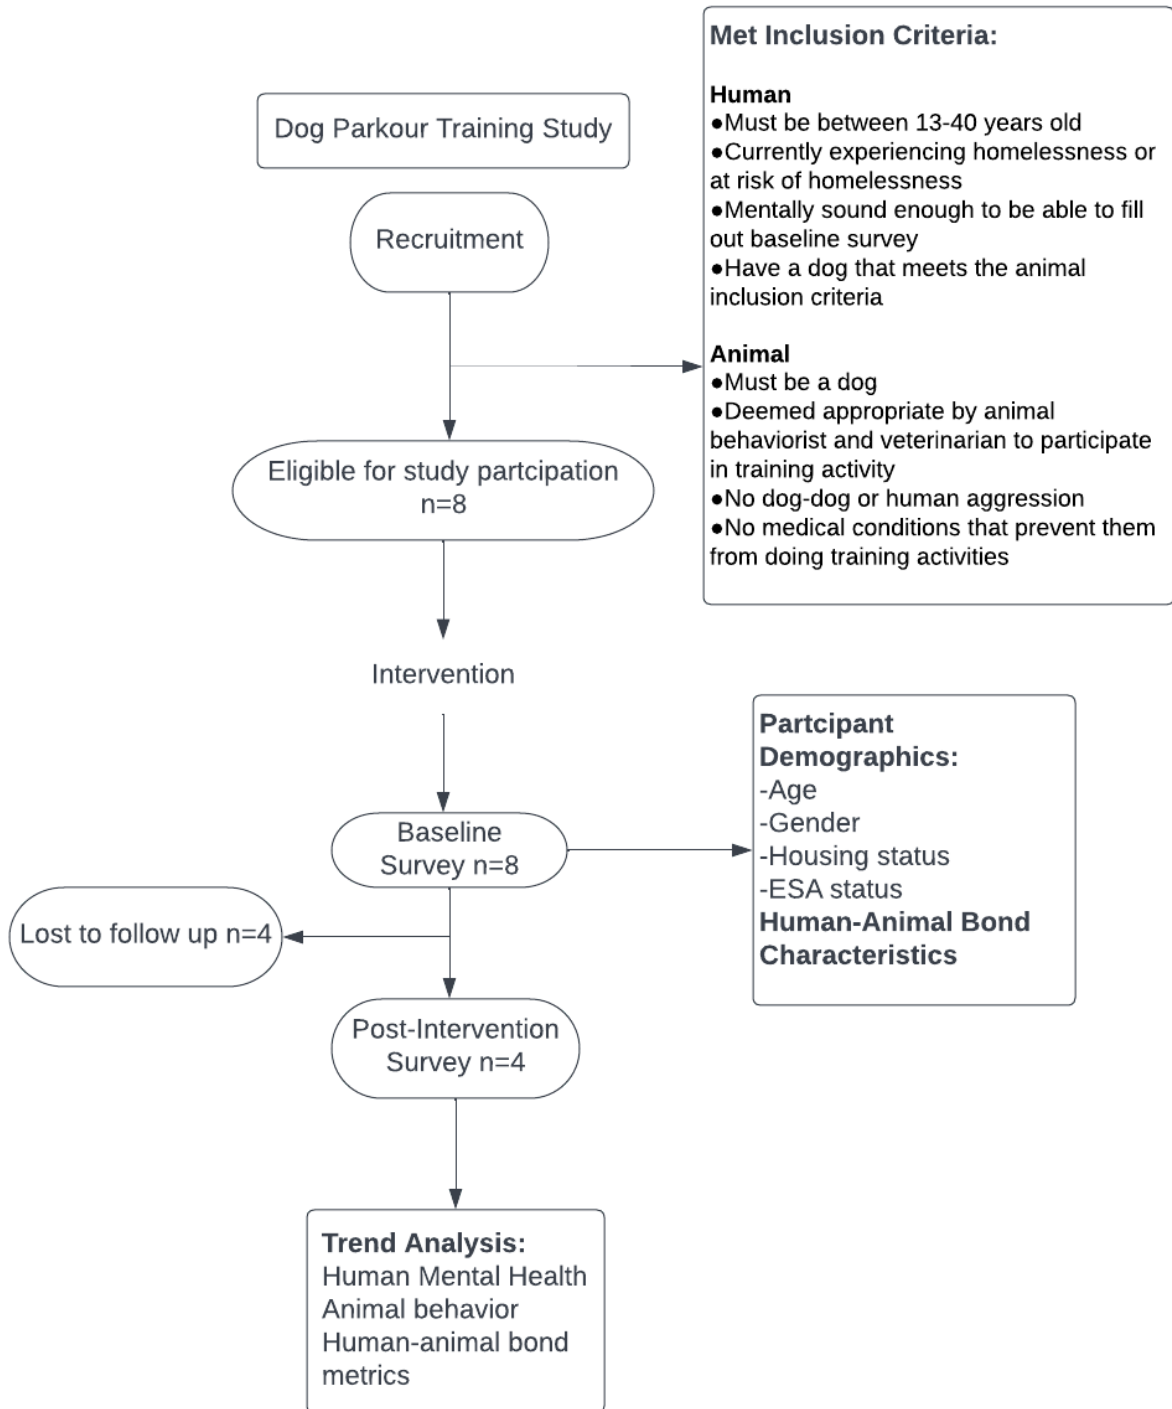 Dog Parkour Training Study
Recruitment
Met Inclusion Criteria:
Human
●Must be between 13-40 years old
●Currently experiencing homelessness or
at risk of homelessness
●Mentally sound enough to be able to fill
out baseline survey
●Have a dog that meets the animal
inclusion criteria
Animal
●Must be a dog
●Deemed appropriate by animal
behaviorist and veterinarian to participate
in training activity
●No dog-dog or human aggression
●No medical conditions that prevent them
from doing training activities
Eligible for study partcipation
n=8
Intervention
Baseline
Survey n=8
Partcipant
Demographics:
-Age
-Gender
-Housing status
-ESA status
Human-Animal Bond
Characteristics
Lost to follow up n=4
Post-Intervention
Survey n=4
Trend Analysis:
Human Mental Health
Animal behavior
Human-animal bond
metrics